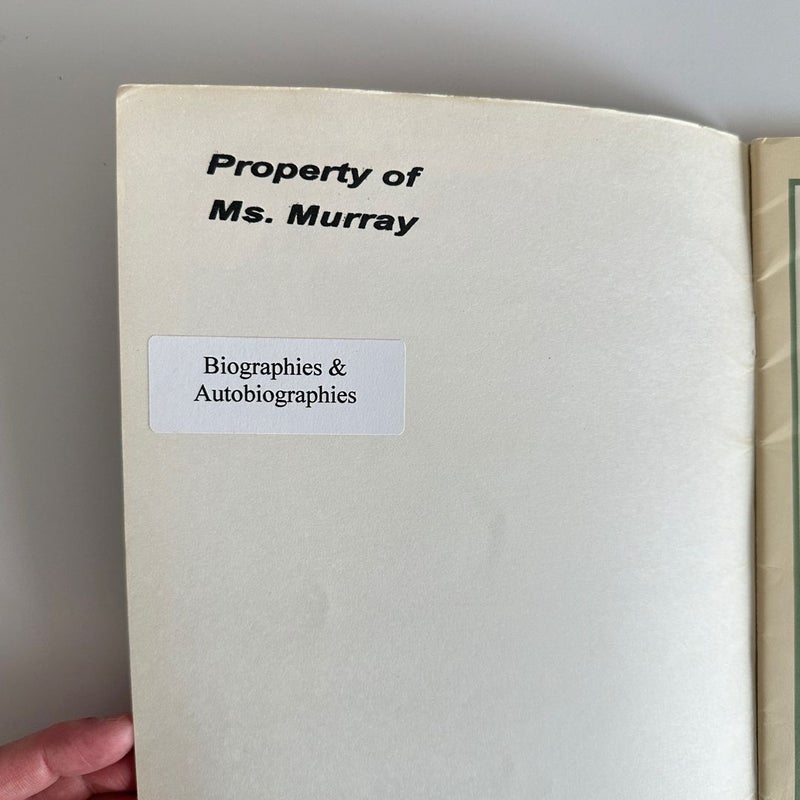 Property of
Ms. Murray
Biographies &
Autobiographies